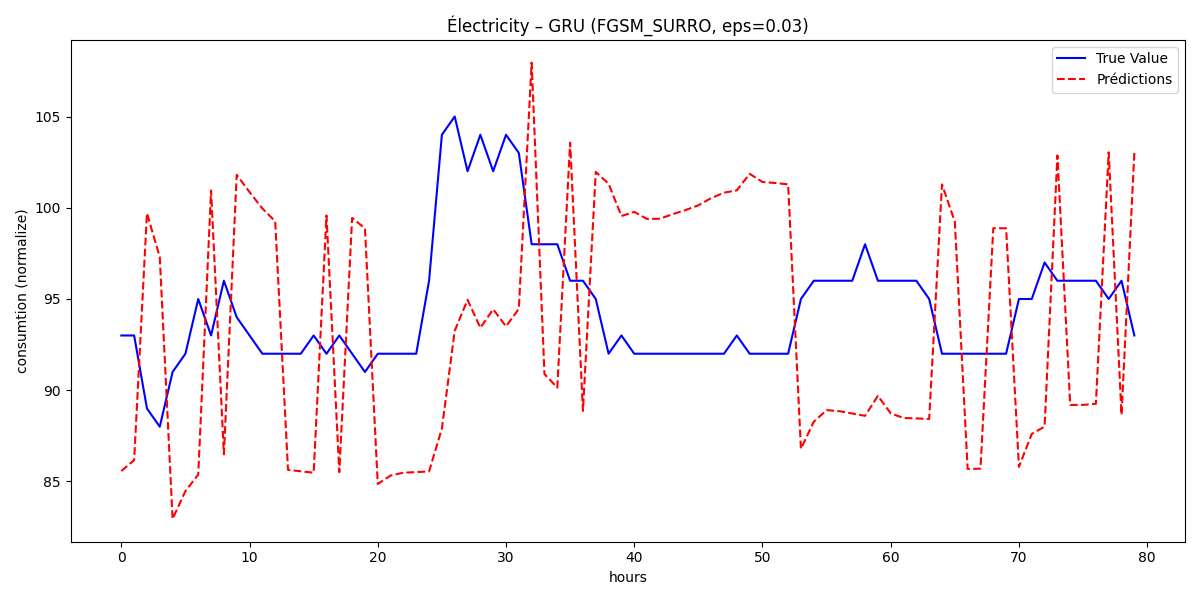 Électricity – GRU (FGSM_SURRO, eps=0.03)
True Value
Prédictions
consumtion (normalize)
105
100
95
90
85
0 10 20 30 40 50 60 70 80
hours